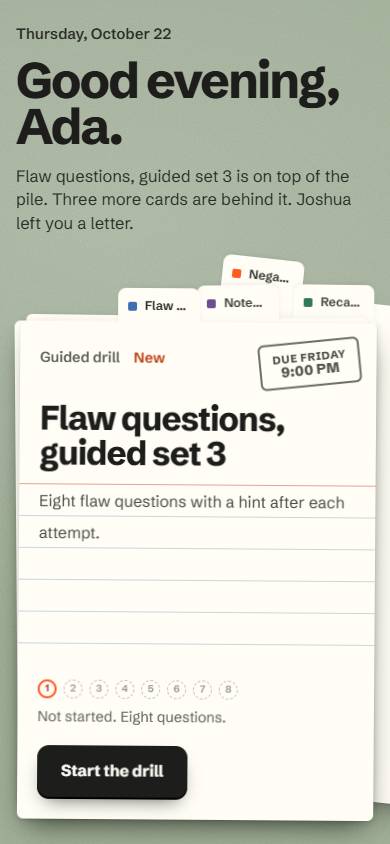 Thursday, October 22
Good evening,
Ada.
Flaw questions, guided set 3 is on top of the
pile. Three more cards are behind it. Joshua
left you a letter.
Nega...
Flaw ...
Note...
Reca...
Guided drill New
DUE FRIDAY
9:00 PM
Flaw questions,
guided set 3
Eight flaw questions with a hint after each
attempt.
1 2 3 4 5 6 7 8
Not started. Eight questions.
Start the drill